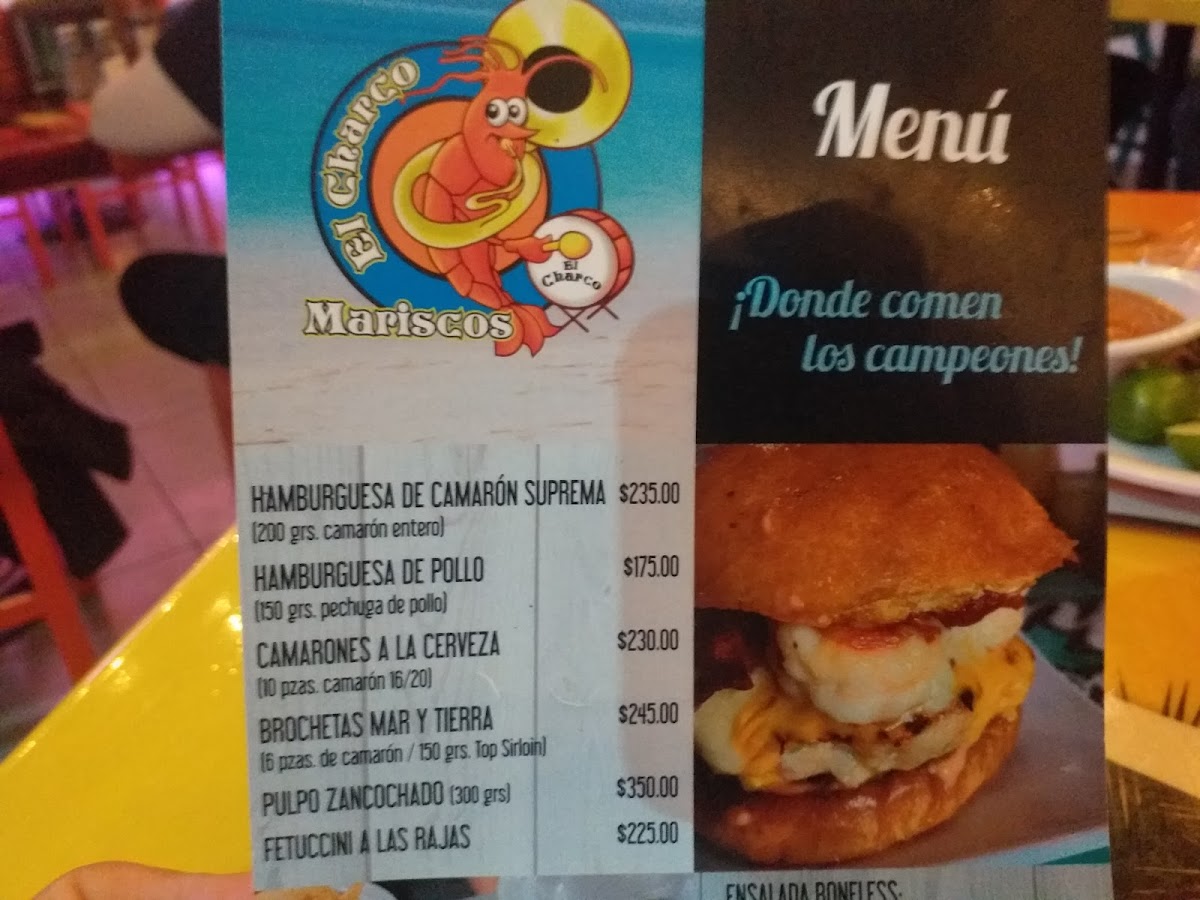 El Charco
Mariscos
El
Charco
Menú
¡Donde comen
los campeones!
HAMBURGUESA DE CAMARÓN SUPREMA $235.00
(200 grs. camarón entero)
HAMBURGUESA DE POLLO $175.00
(150 grs. pechuga de pollo)
CAMARONES A LA CERVEZA $230.00
(10 pzas. camarón 16/20)
BROCHETAS MAR Y TIERRA $245.00
(6 pzas. de camarón / 150 grs. Top Sirloin)
PULPO ZANCOCHADO (300 grs) $350.00
FETUCCINI A LAS RAJAS $225.00
ENSALADA BONELESS: